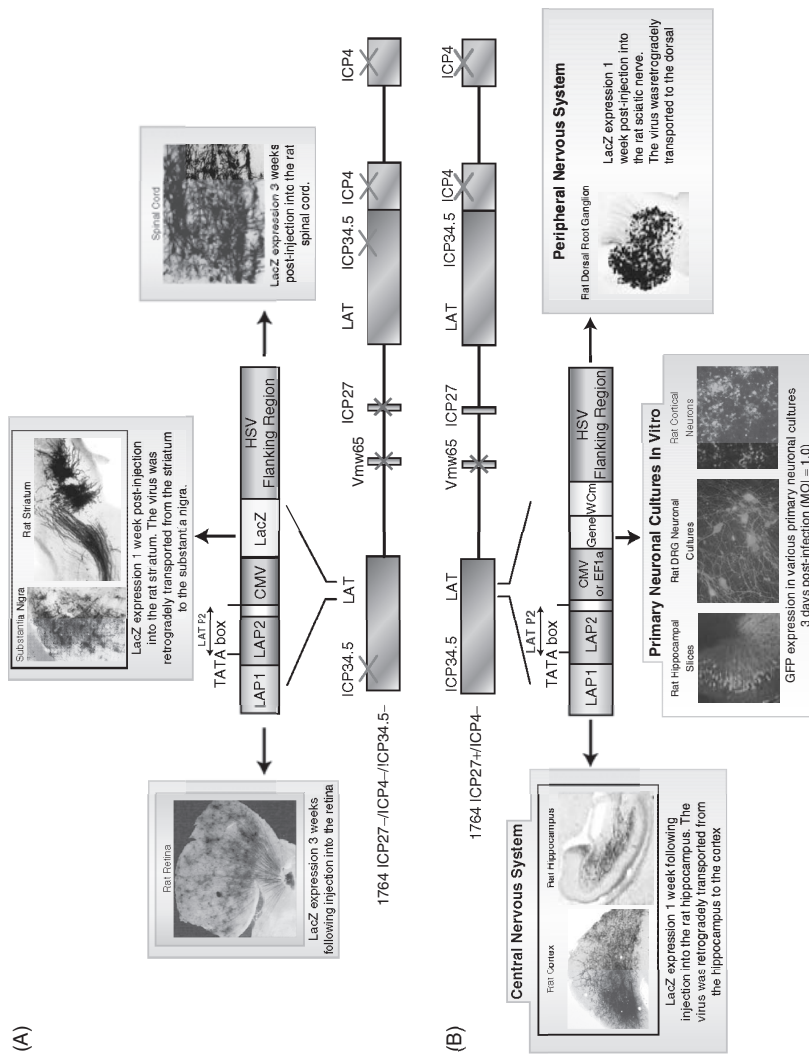 (A)
Substantia Nigra
Rat Striatum
LacZ expression 1 week post-injection
into the rat striatum. The virus was
retrogradely transported from the striatum
to the substantia nigra.
Rat Retina
LacZ expression 3 weeks
following injection into the retina
Spinal Cord
LacZ expression 3 weeks
post-injection into the rat
spinal cord.
LAT P2
TATA box
LAP1
LAP2
CMV
LacZ
HSV
Flanking Region
1764 ICP27–/ICP4–/!CP34.5–
ICP34.5
LAT
Vmw65
ICP27
LAT
ICP34.5
ICP4
ICP4
(B)
1764 ICP27+/ICP4–
ICP34.5
LAT
Vmw65
ICP27
LAT
ICP34.5
ICP4
ICP4
LAT P2
TATA box
LAP1
LAP2
CMV
or EF1a
Gene
WCm
HSV
Flanking Region
Central Nervous System
Rat Cortex
Rat Hippocampus
LacZ expression 1 week following
injection into the rat hippocampus. The
virus was retrogradely transported from
the hippocampus to the cortex
Primary Neuronal Cultures In Vitro
Rat Hippocampal
Slices
Rat DRG Neuronal
Cultures
Rat Cortical
Neurons
GFP expression in various primary neuronal cultures
3 days post-infection (MOI = 1.0)
Peripheral Nervous System
Rat Dorsal Root Ganglion
LacZ expression 1
week post-injection into
the rat sciatic nerve.
The virus wasretrogradely
transported to the dorsal